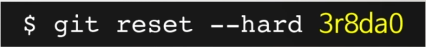 $ git reset --hard 3r8da0